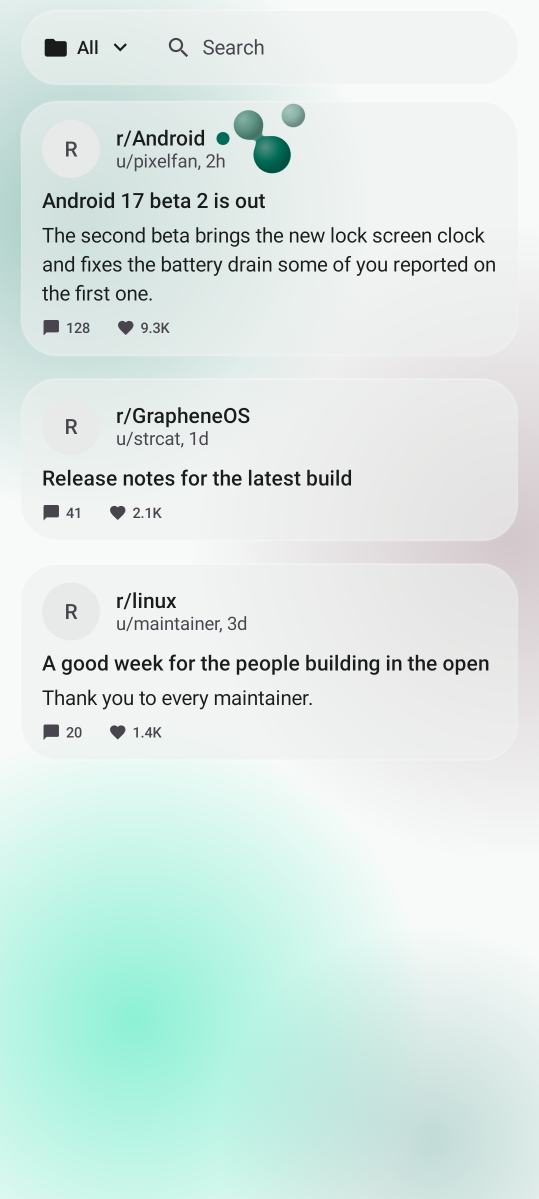 All
Search
R
r/Android
u/pixelfan, 2h
Android 17 beta 2 is out
The second beta brings the new lock screen clock
and fixes the battery drain some of you reported on
the first one.
128 9.3K
R
r/GrapheneOS
u/strcat, 1d
Release notes for the latest build
41 2.1K
R
r/linux
u/maintainer, 3d
A good week for the people building in the open
Thank you to every maintainer.
20 1.4K